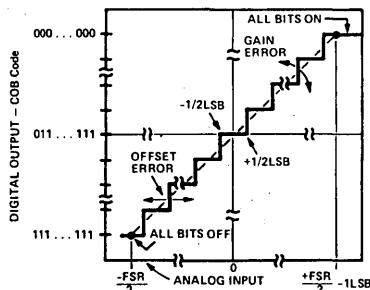 ALL BITS ON
000 ... 000
GAIN
ERROR
-1/2LSB
011 ... 111
OFFSET
ERROR
+1/2LSB
111 ... 111
ALL BITS OFF
DIGITAL OUTPUT – COB Code
-FSR
2
ANALOG INPUT
0
+FSR
2
-1LSB